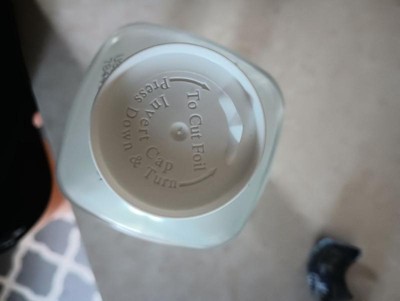 To Cut Foil
Invert Cap
Press Down & Turn